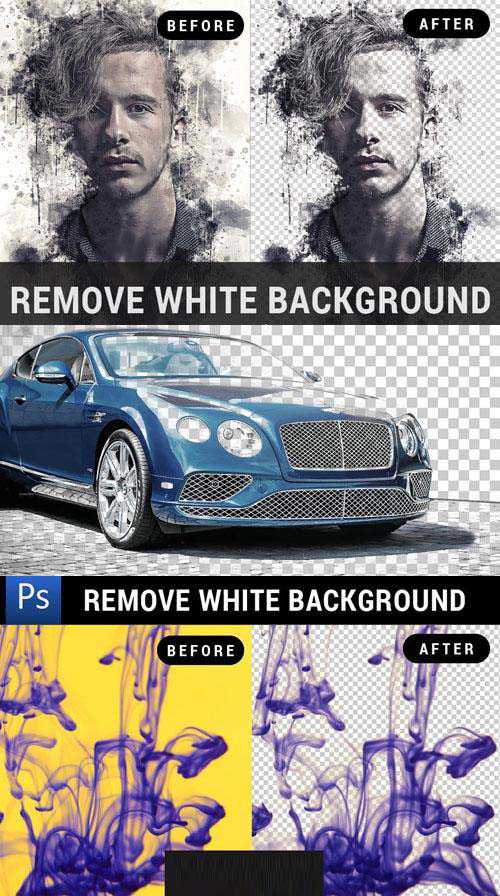 BEFORE
AFTER
REMOVE WHITE BACKGROUND
Ps
REMOVE WHITE BACKGROUND
BEFORE
AFTER